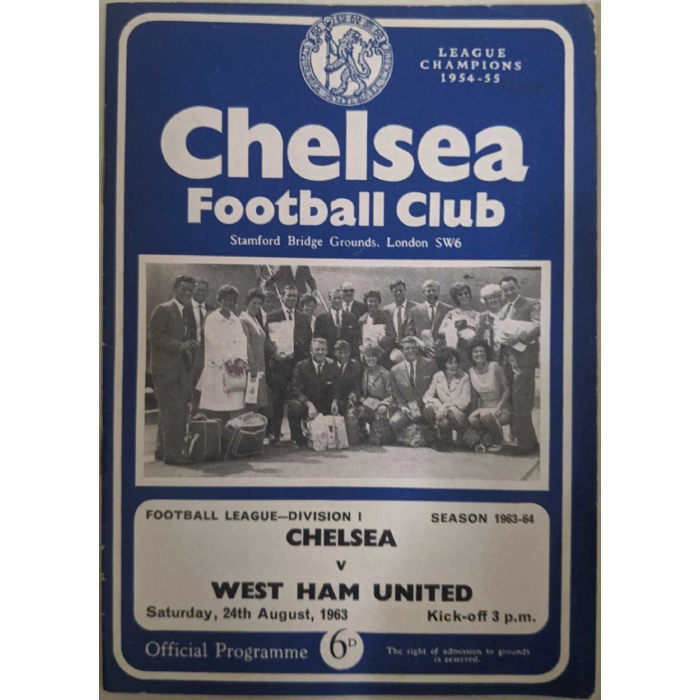 LEAGUE
CHAMPIONS
1954-55
Chelsea
Football Club
Stamford Bridge Grounds, London SW6
FOOTBALL LEAGUE—DIVISION I
SEASON 1963-64
CHELSEA
v
WEST HAM UNITED
Saturday, 24th August, 1963
Kick-off 3 p.m.
Official Programme
6D
The right of admission to grounds
is reserved.